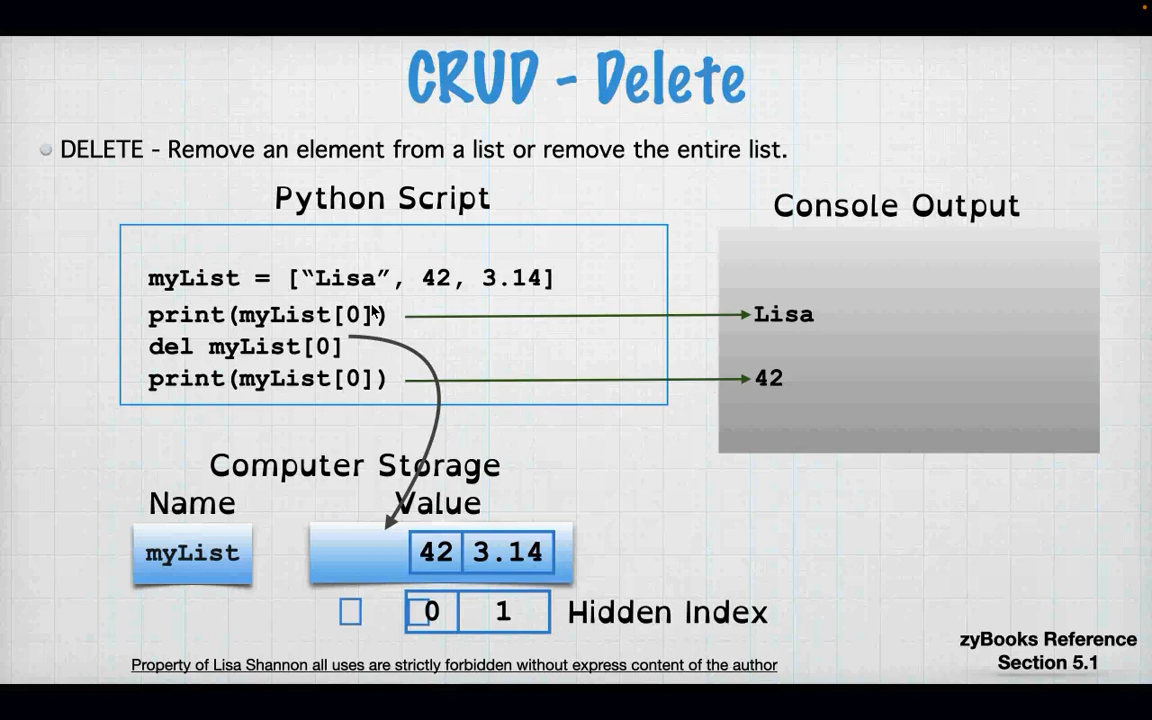 CRUD - Delete
DELETE - Remove an element from a list or remove the entire list.
Python Script
Console Output
myList = [“Lisa”, 42, 3.14]
print(myList[0])
Lisa
del myList[0]
print(myList[0])
42
Computer Storage
Name
Value
myList
42 3.14
0 1
Hidden Index
zyBooks Reference
Section 5.1
Property of Lisa Shannon all uses are strictly forbidden without express content of the author